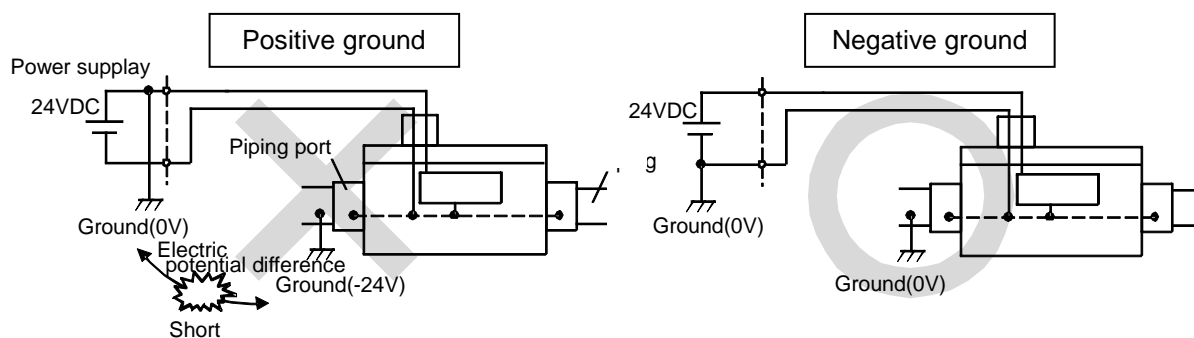 Positive ground
Power supplay
24VDC
Piping port
Ground(0V)
Electric
potential difference
Ground(-24V)
Short
Negative ground
24VDC
g
Ground(0V)
Ground(0V)